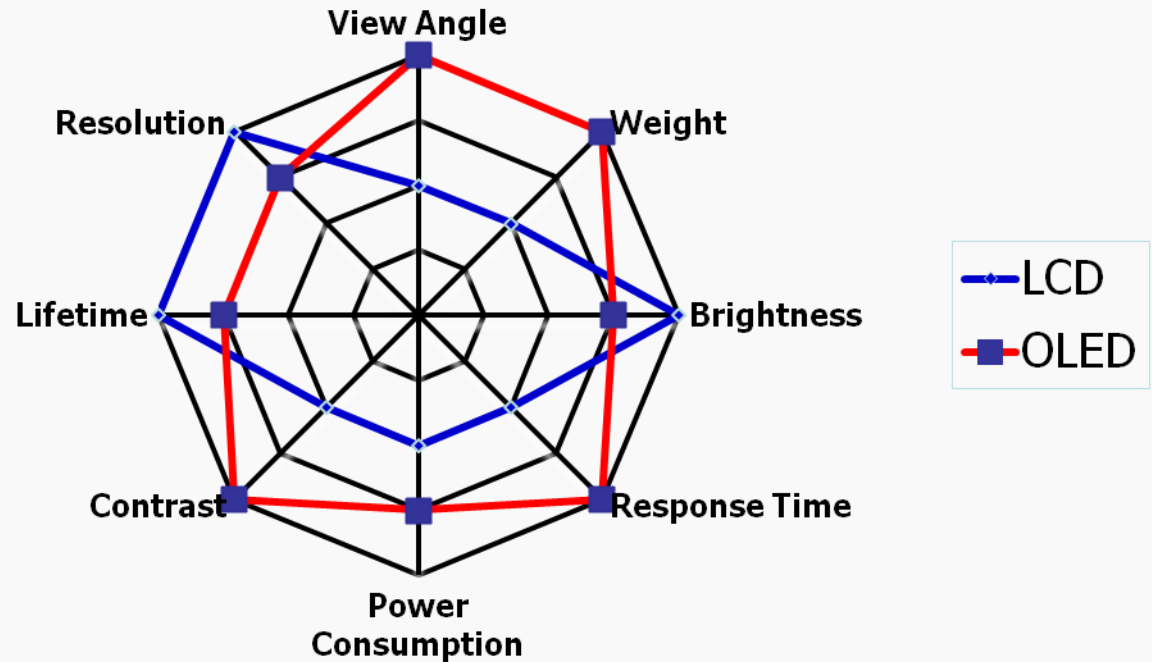 View Angle
Resolution
Weight
Lifetime
Brightness
LCD
OLED
Contrast
Response Time
Power
Consumption